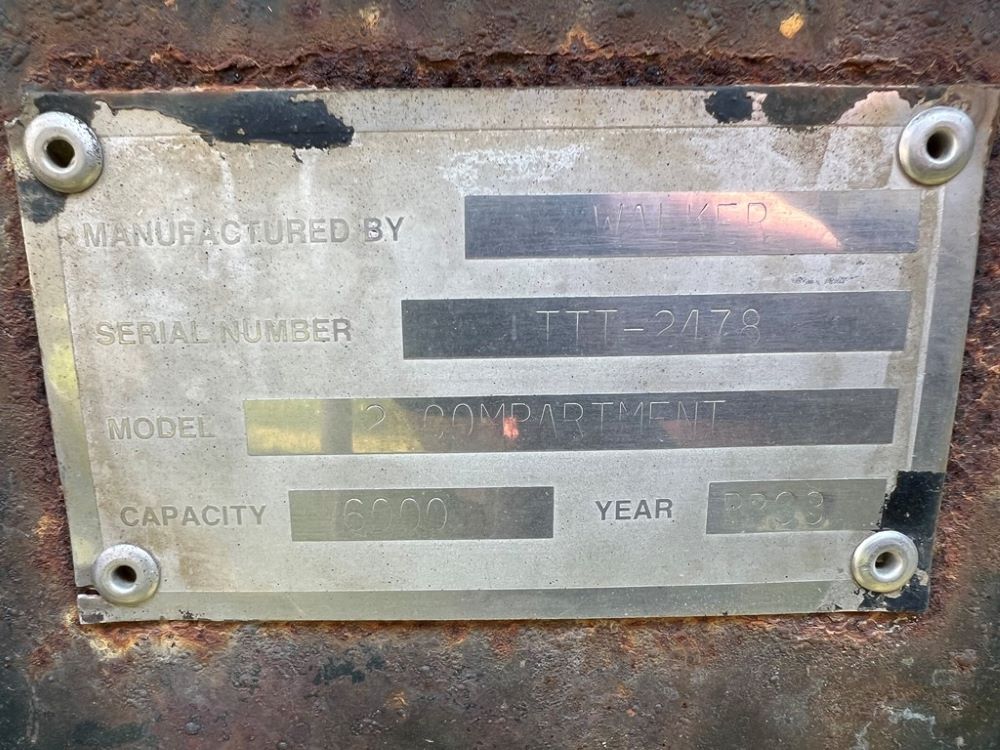 MANUFACTURED BY WALKER
SERIAL NUMBER TTT-2478
MODEL 2 COMPARTMENT
CAPACITY 6000 YEAR